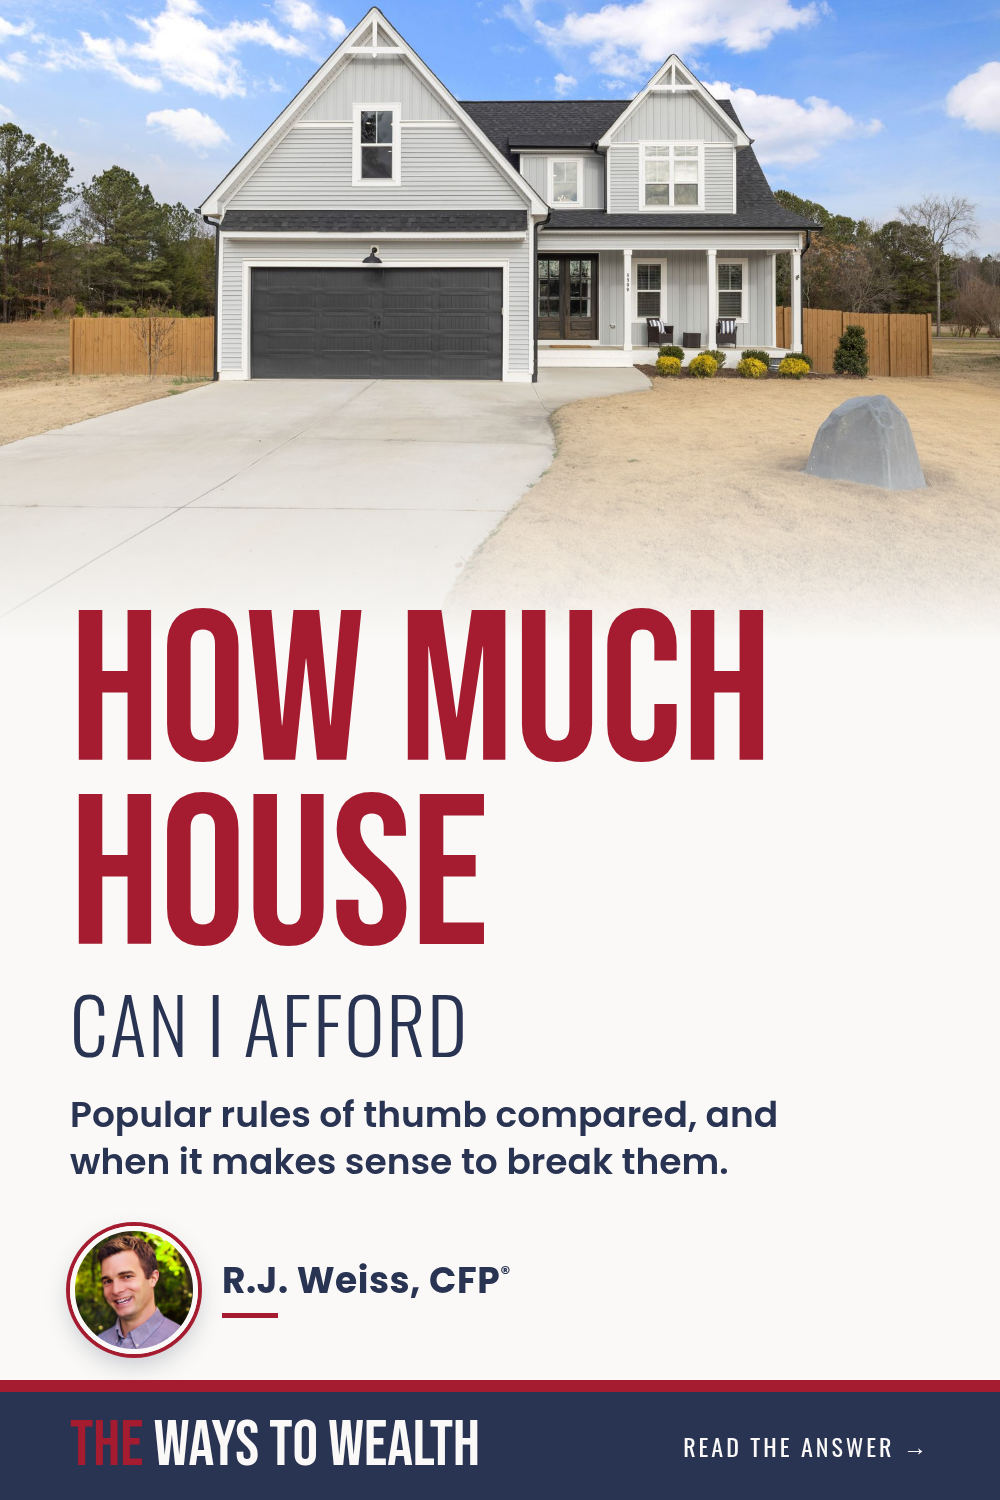 HOW MUCH
HOUSE
CAN I AFFORD
Popular rules of thumb compared, and
when it makes sense to break them.
R.J. Weiss, CFP®
THE WAYS TO WEALTH
READ THE ANSWER →